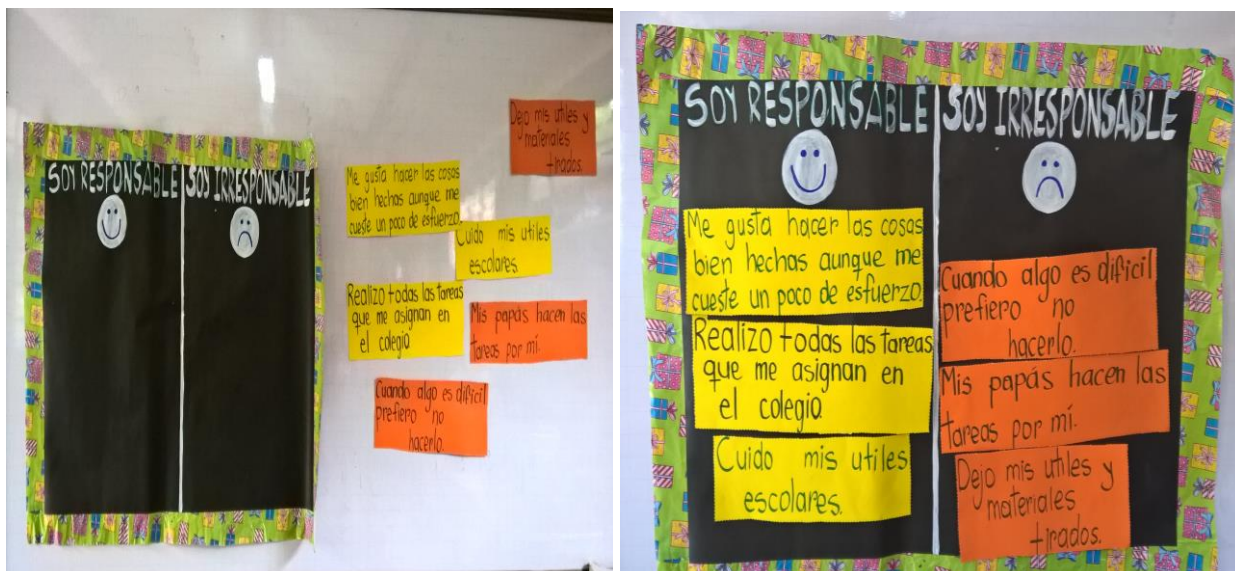 SOY RESPONSABLE
SOY IRRESPONSABLE
Dejo mis utiles y
materiales
tirados.
Me gusta hacer las cosas
bien hechas aunque me
cueste un poco de esfuerzo.
Cuido mis utiles
escolares.
Realizo todas las tareas
que me asignan en
el colegio
Mis papás hacen las
tareas por mí.
Cuando algo es dificil
prefiero no
hacerlo.
SOY RESPONSABLE
SOY IRRESPONSABLE
Me gusta hacer las cosas
bien hechas aunque me
cueste un poco de esfuerzo.
Realizo todas las tareas
que me asignan en
el colegio
Cuido mis utiles
escolares.
Cuando algo es dificil
prefiero no
hacerlo.
Mis papás hacen las
tareas por mí.
Dejo mis utiles y
materiales
tirados.